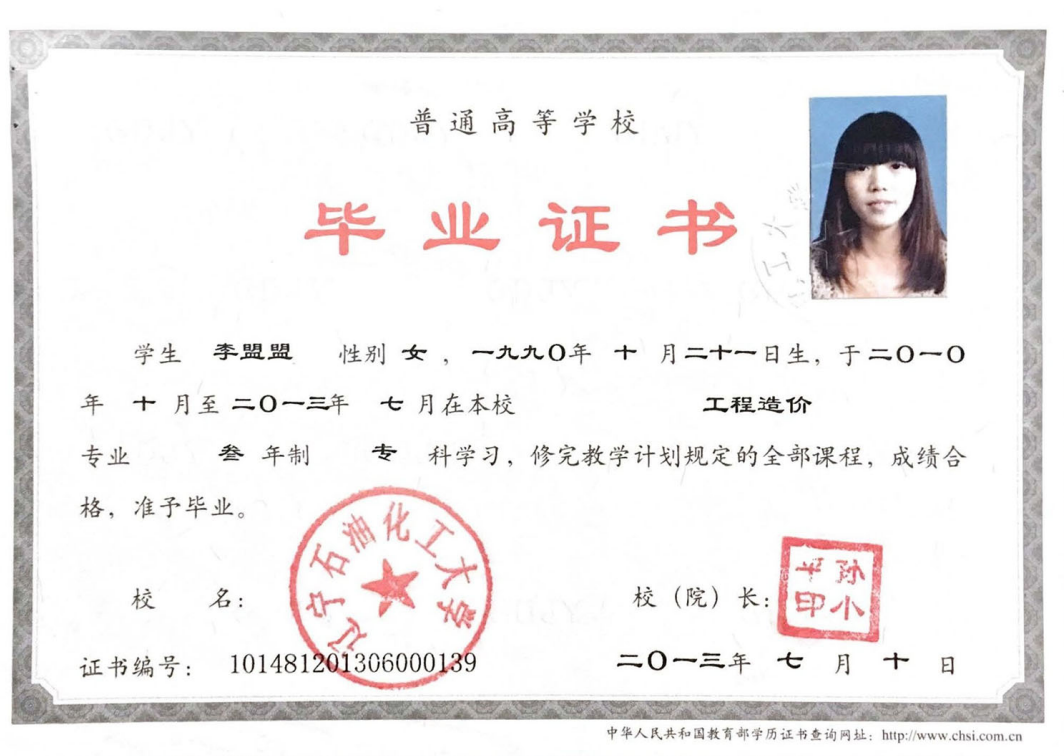 普通高等学校
毕业证书
学生 李盟盟 性别 女 ，一九九〇年 十 月二十一日生，于二〇一〇
年 十 月至二〇一三年 七 月在本校 工程造价
专业 叁 年制 专 科学习，修完教学计划规定的全部课程，成绩合
格，准予毕业。
辽宁石油化工大学
校 名：
校（院）长：
孙小平印
证书编号： 101481201306000139
二〇一三年 七 月 十 日
中华人民共和国教育部学历证书查询网址：http://www.chsi.com.cn